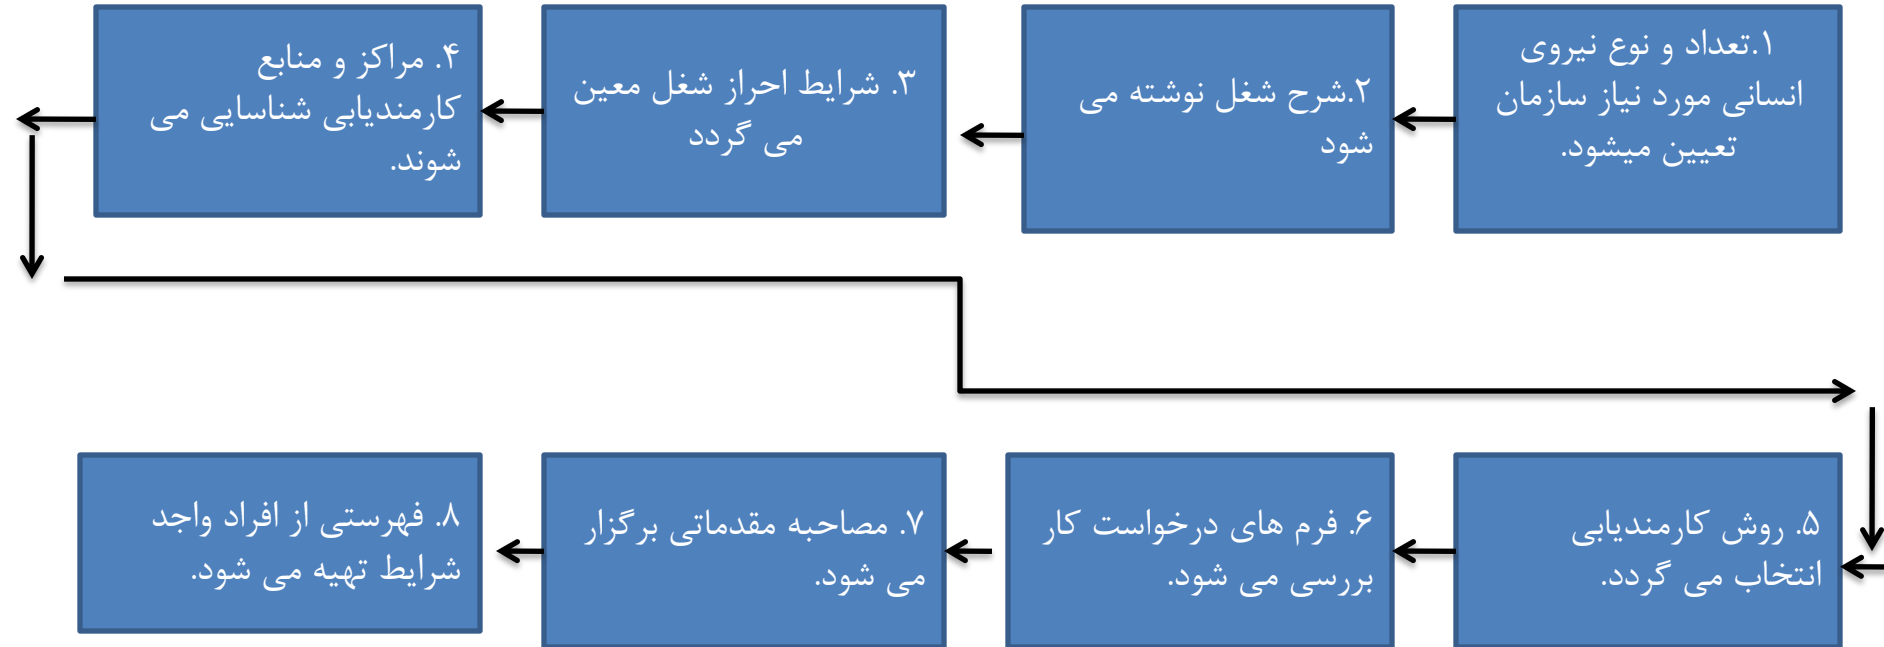 ۱.تعداد و نوع نیروی
انسانی مورد نیاز سازمان
تعیین میشود.
۲.شرح شغل نوشته می
شود
۳. شرایط احراز شغل معین
می گردد
۴. مراکز و منابع
کارمندیابی شناسایی می
شوند.
۵. روش کارمندیابی
انتخاب می گردد.
۶. فرم های درخواست کار
بررسی می شود.
۷. مصاحبه مقدماتی برگزار
می شود.
۸. فهرستی از افراد واجد
شرایط تهیه می شود.